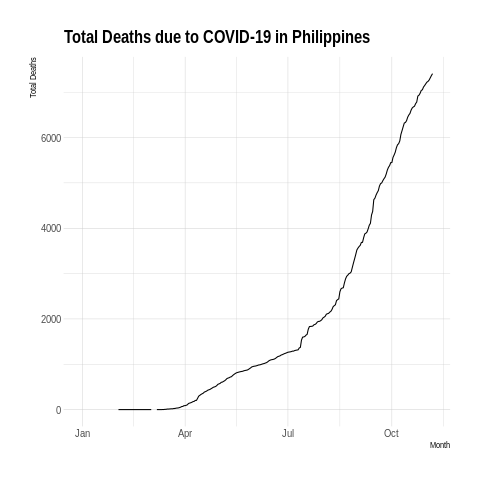 Total Deaths due to COVID-19 in Philippines
Total Deaths
6000
4000
2000
0
Jan Apr Jul Oct
Month